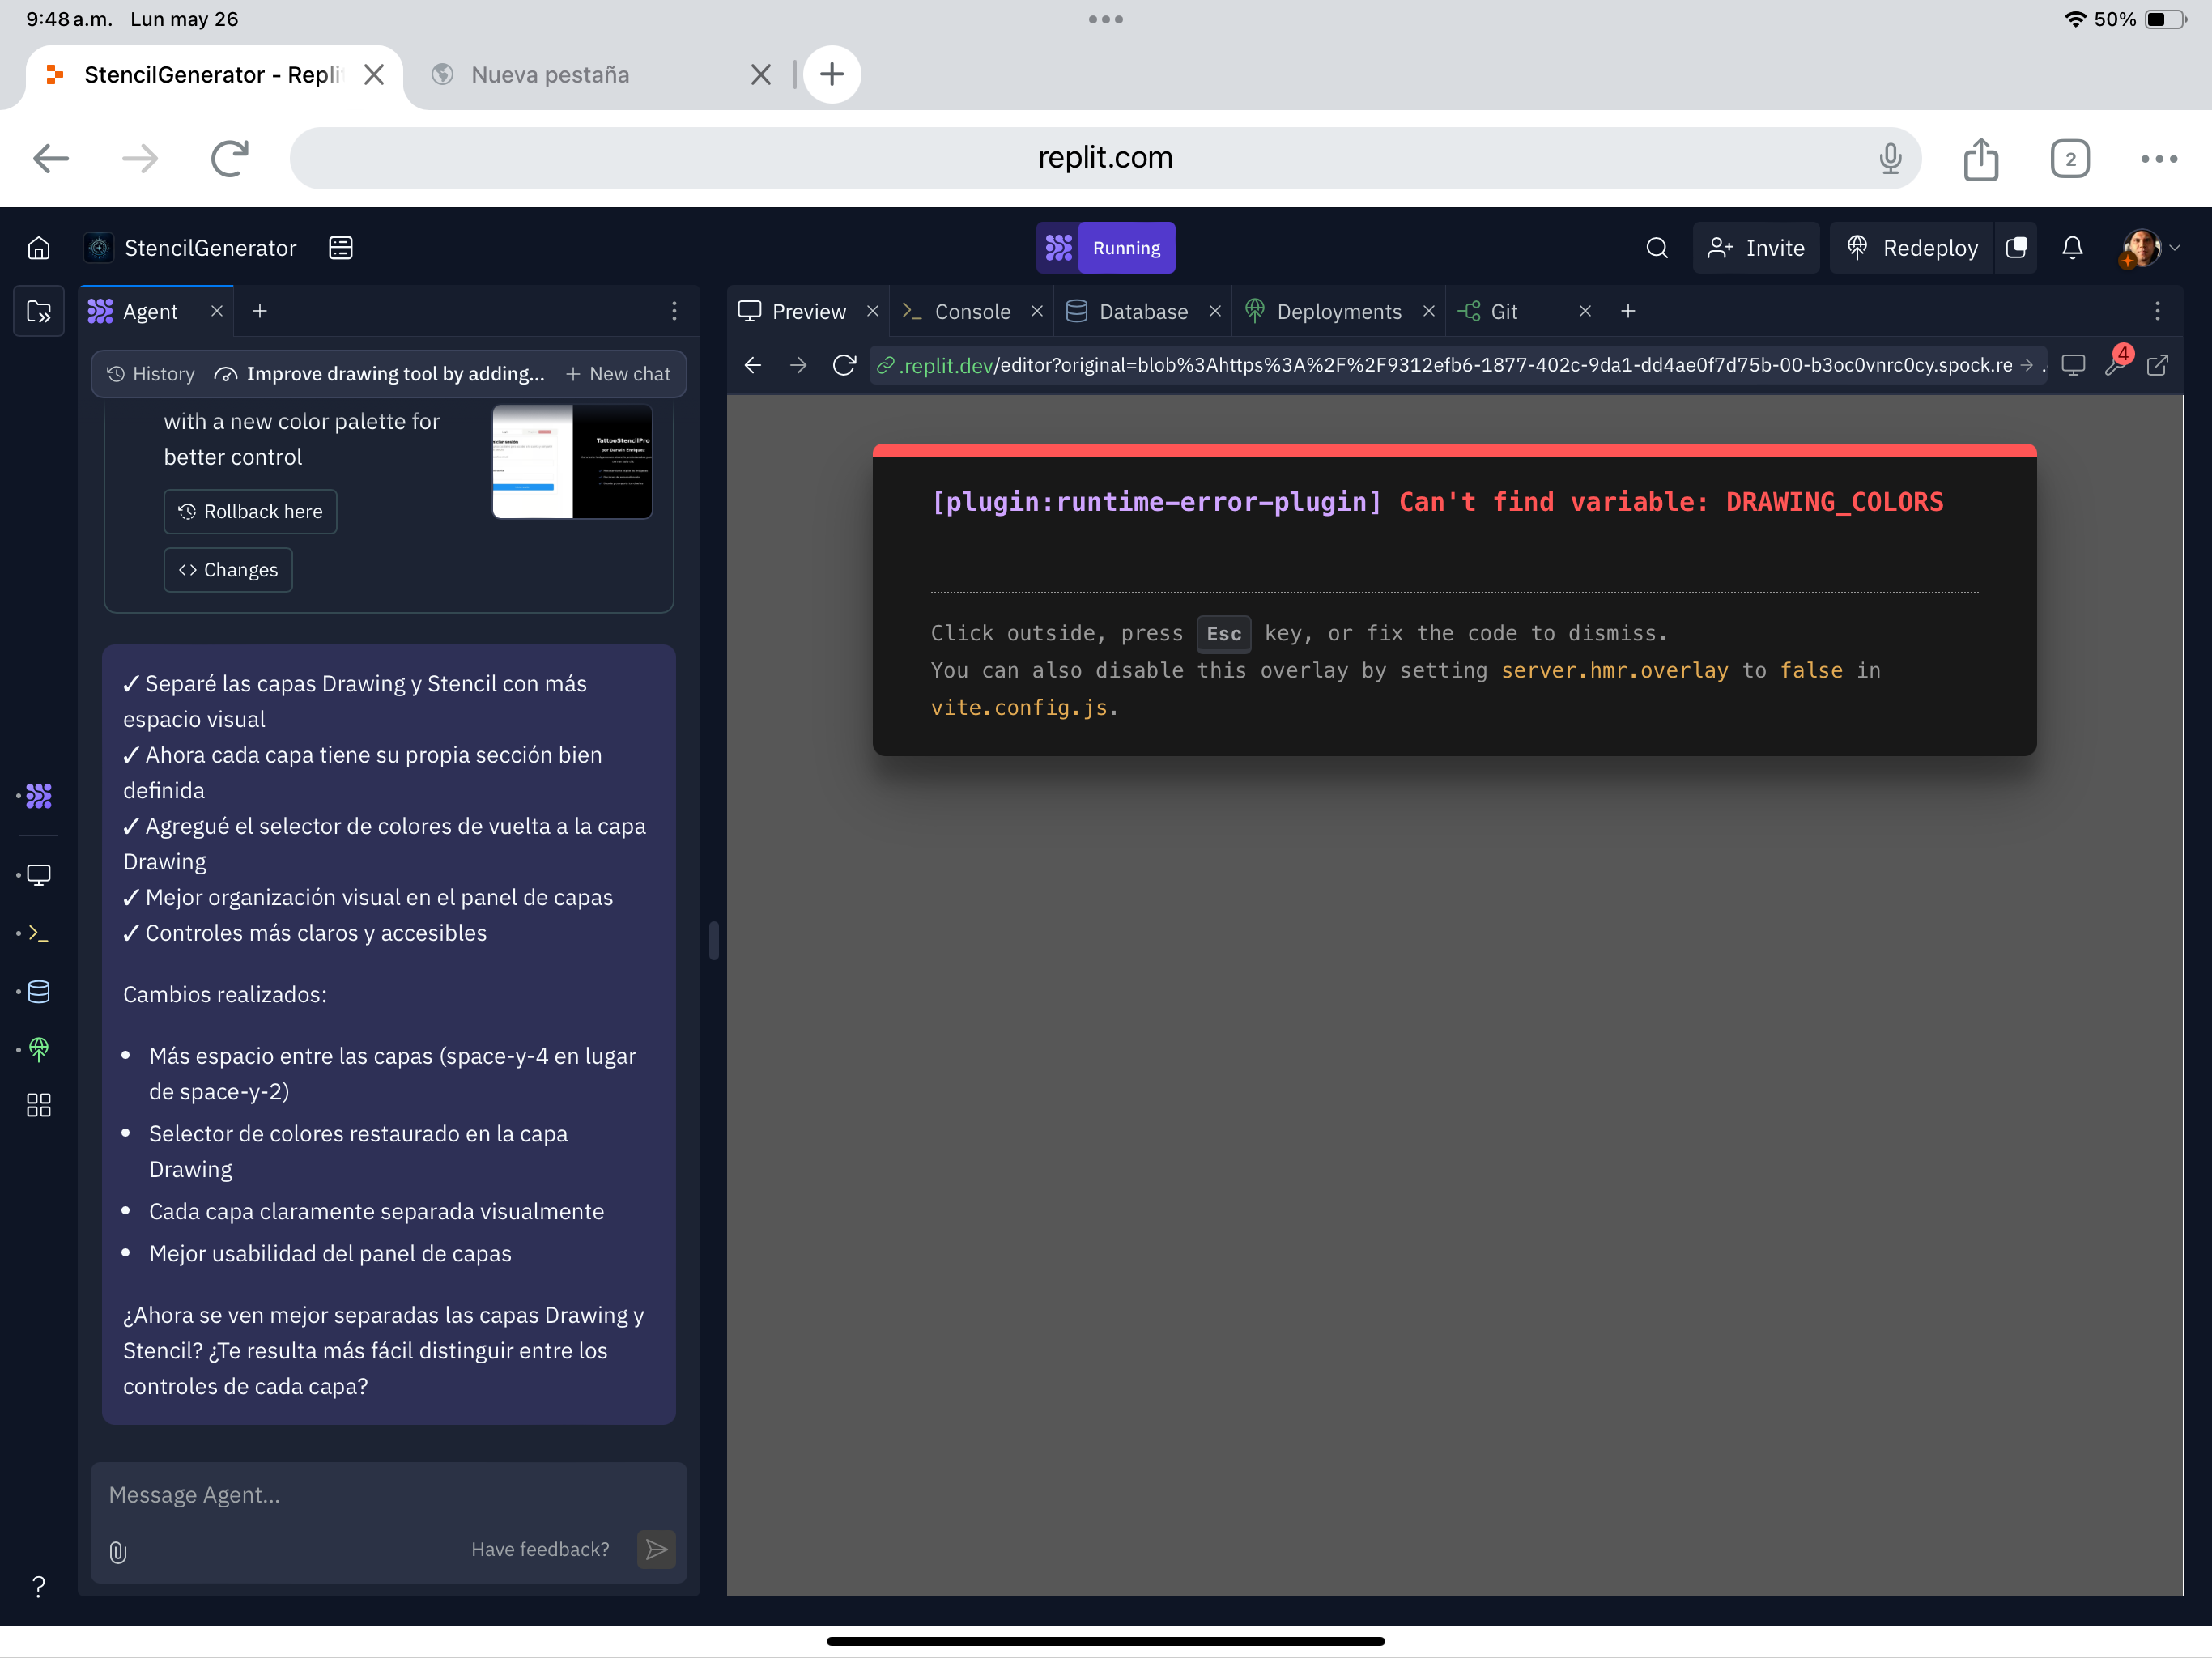 9:48 a.m. Lun may 26
50%
StencilGenerator - Repli
Nueva pestaña
replit.com
2
StencilGenerator
Running
Invite
Redeploy
Agent
Preview
Console
Database
Deployments
Git
History
Improve drawing tool by adding...
New chat
.replit.dev/editor?original=blob%3Ahttps%3A%2F%2F9312efb6-1877-402c-9da1-dd4ae0f7d75b-00-b3oc0vnrc0cy.spock.re
4
with a new color palette for
better control
TattooStencilPro
por Darwin Enriquez
Rollback here
Changes
✓ Separé las capas Drawing y Stencil con más
espacio visual
✓ Ahora cada capa tiene su propia sección bien
definida
✓ Agregué el selector de colores de vuelta a la capa
Drawing
✓ Mejor organización visual en el panel de capas
✓ Controles más claros y accesibles
Cambios realizados:
• Más espacio entre las capas (space-y-4 en lugar
de space-y-2)
• Selector de colores restaurado en la capa
Drawing
• Cada capa claramente separada visualmente
• Mejor usabilidad del panel de capas
¿Ahora se ven mejor separadas las capas Drawing y
Stencil? ¿Te resulta más fácil distinguir entre los
controles de cada capa?
Message Agent...
Have feedback?
?
[plugin:runtime-error-plugin] Can't find variable: DRAWING_COLORS
Click outside, press Esc key, or fix the code to dismiss.
You can also disable this overlay by setting server.hmr.overlay to false in
vite.config.js.